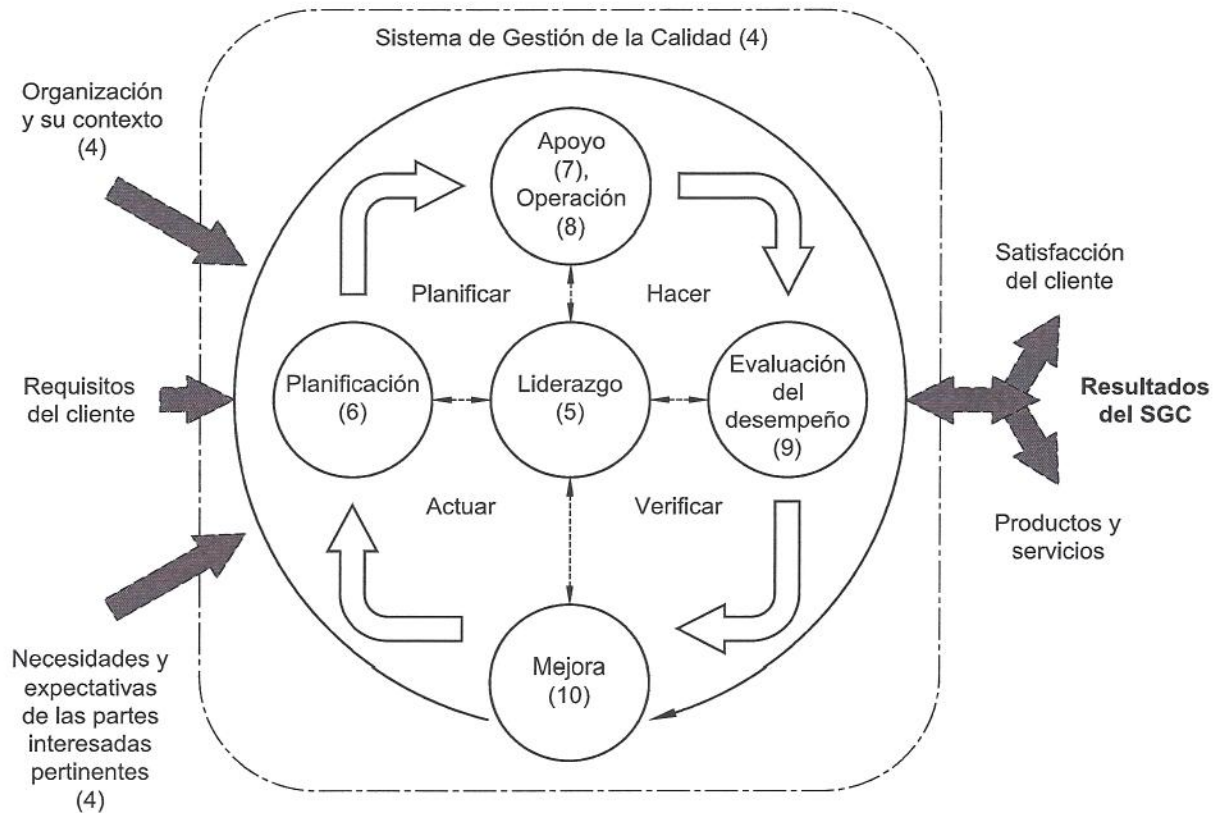 Sistema de Gestión de la Calidad (4)
Organización
y su contexto
(4)
Apoyo
(7),
Operación
(8)
Planificar
Hacer
Satisfacción
del cliente
Requisitos
del cliente
Planificación
(6)
Liderazgo
(5)
Evaluación
del
desempeño
(9)
Resultados
del SGC
Actuar
Verificar
Productos y
servicios
Necesidades y
expectativas
de las partes
interesadas
pertinentes
(4)
Mejora
(10)